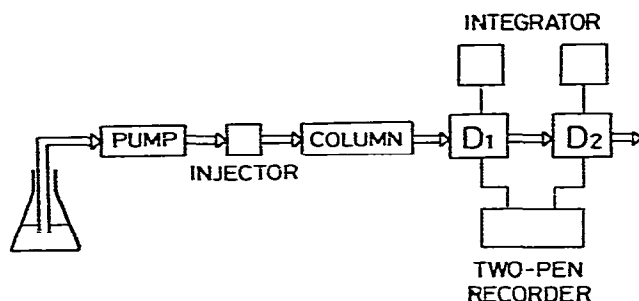 INTEGRATOR
PUMP
INJECTOR
COLUMN
D1
D2
TWO-PEN
RECORDER